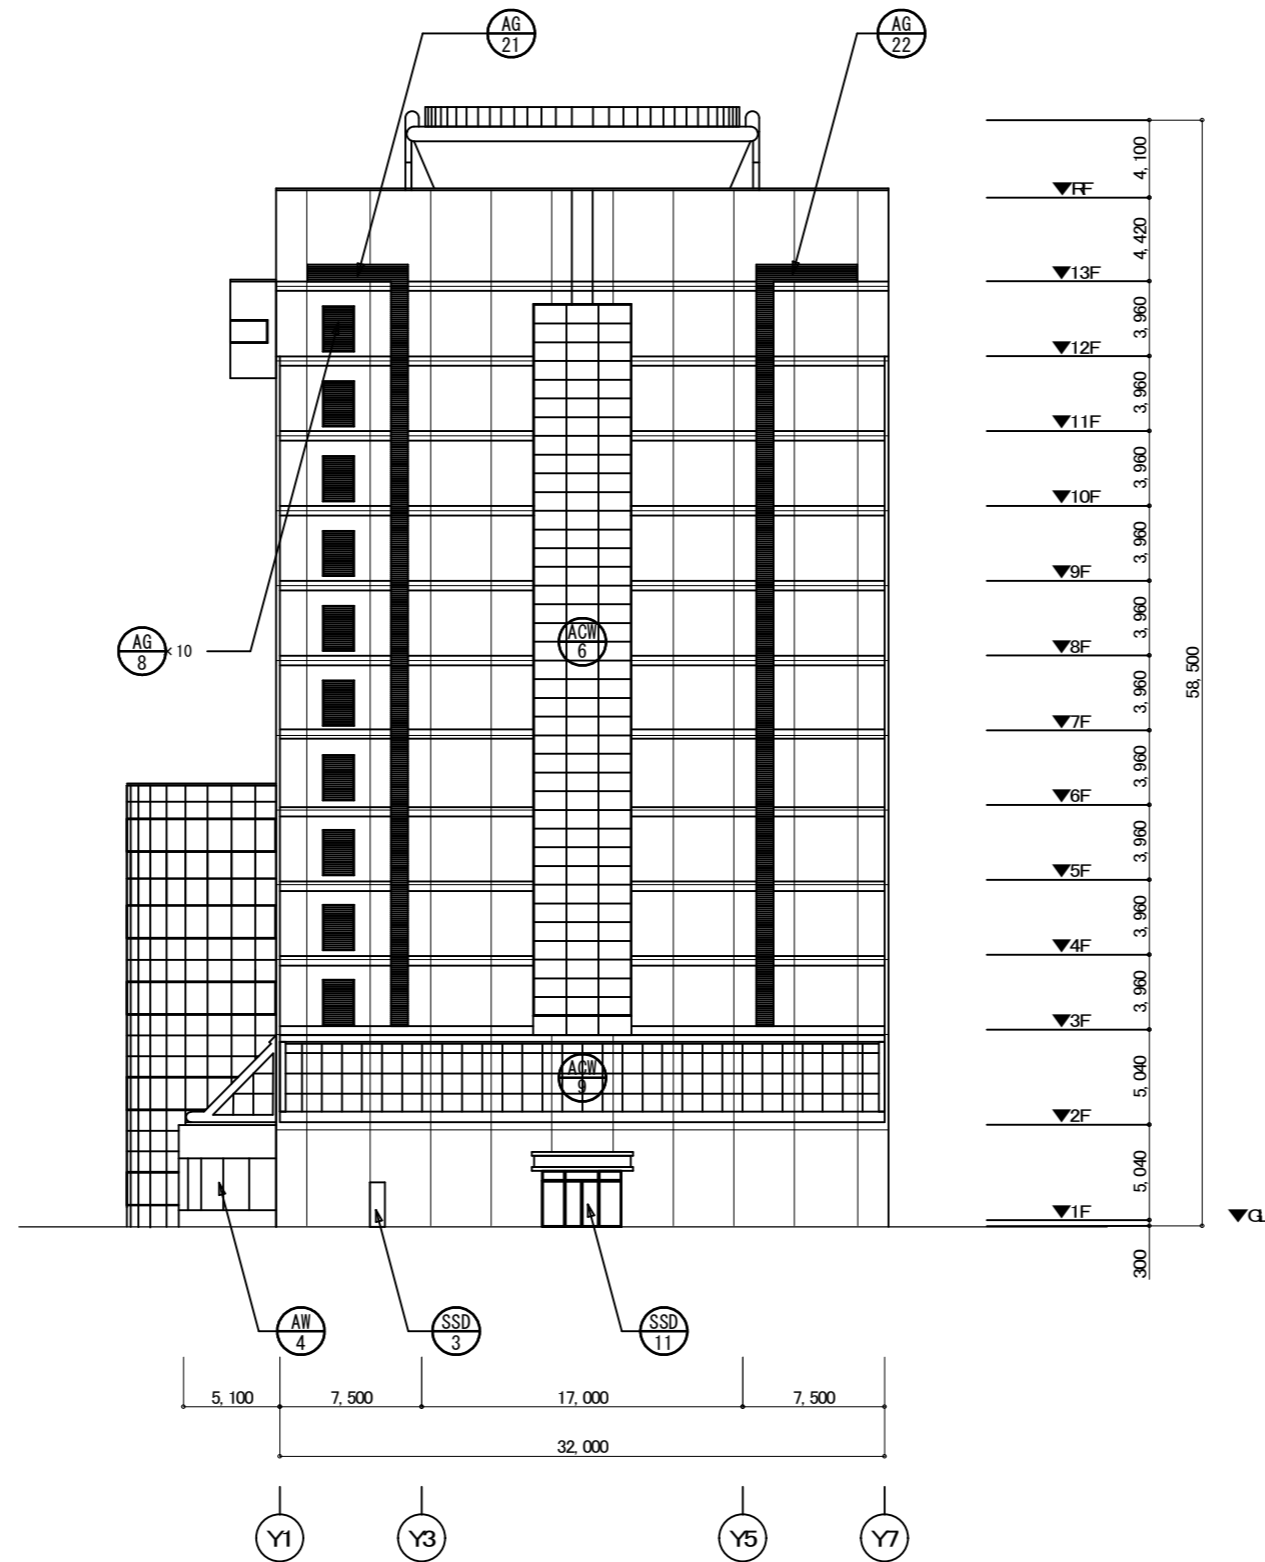 AG
21
AG
22
4,100
▼RF
4,420
▼13F
3,960
▼12F
3,960
▼11F
3,960
▼10F
3,960
▼9F
3,960
▼8F
3,960
▼7F
3,960
▼6F
3,960
▼5F
3,960
▼4F
3,960
▼3F
5,040
▼2F
5,040
▼1F
300
58,500
▼GL
AG
8
×10
ACW
6
ACW
9
AW
4
SSD
3
SSD
11
5,100
7,500
17,000
7,500
32,000
Y1
Y3
Y5
Y7